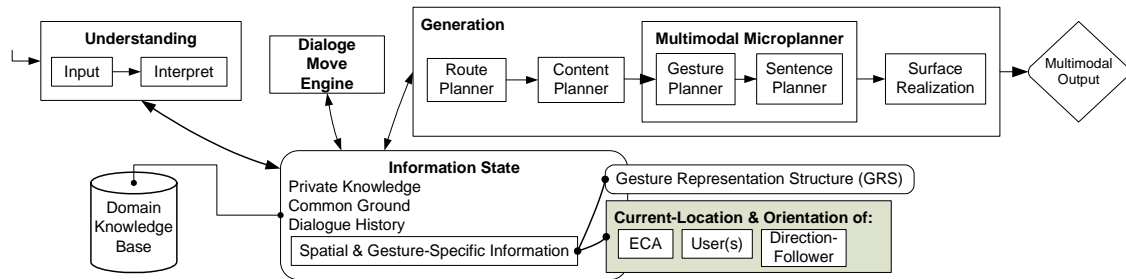 Understanding
Input
Interpret
Dialoge
Move
Engine
Generation
Route
Planner
Content
Planner
Multimodal Microplanner
Gesture
Planner
Sentence
Planner
Surface
Realization
Multimodal
Output
Domain
Knowledge
Base
Information State
Private Knowledge
Common Ground
Dialogue History
Spatial & Gesture-Specific Information
Gesture Representation Structure (GRS)
Current-Location & Orientation of:
ECA
User(s)
Direction-
Follower